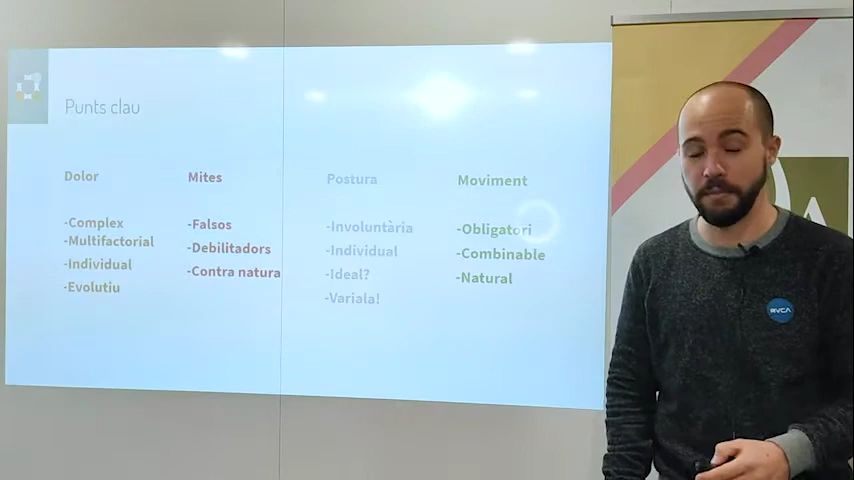 Punts clau
Dolor
-Complex
-Multifactorial
-Individual
-Evolutiu
Mites
-Falsos
-Debilitadors
-Contra natura
Postura
-Involuntària
-Individual
-Ideal?
-Variala!
Moviment
-Obligatori
-Combinable
-Natural
VCA
A